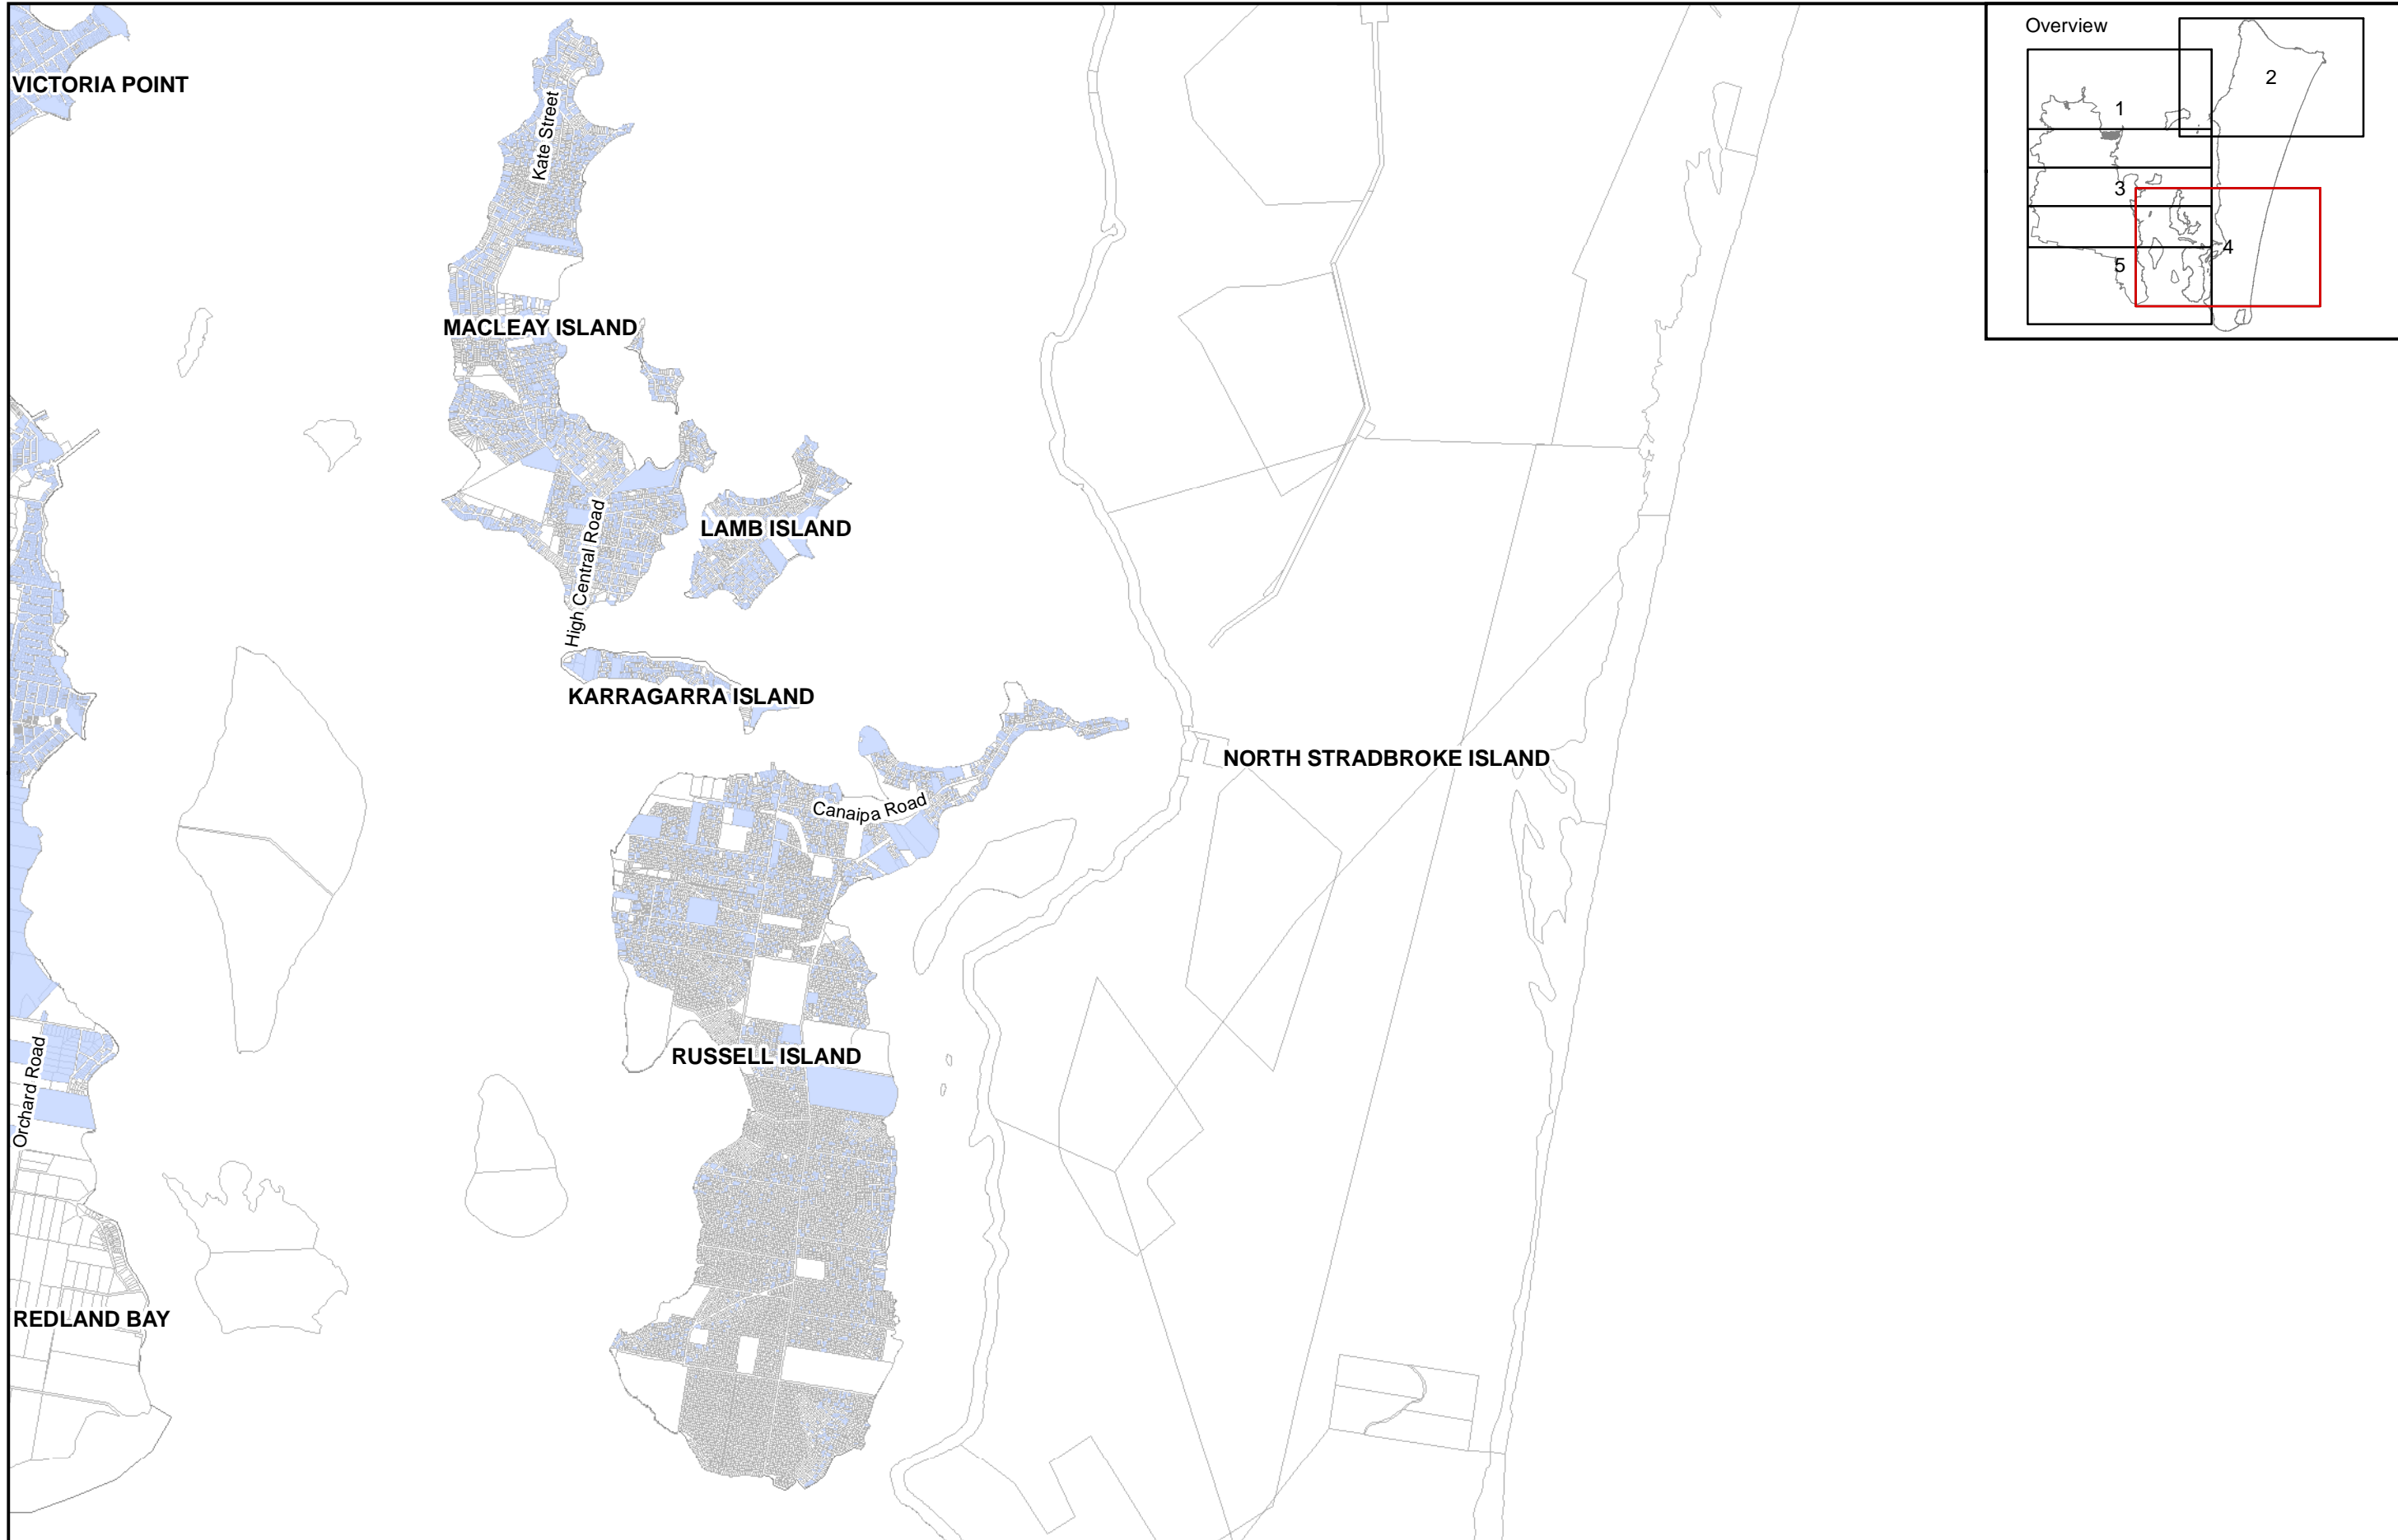 Overview
2
1
3
4
5
VICTORIA POINT
Kate Street
MACLEAY ISLAND
LAMB ISLAND
High Central Road
KARRAGARRA ISLAND
NORTH STRADBROKE ISLAND
Canaipa Road
RUSSELL ISLAND
Orchard Road
REDLAND BAY